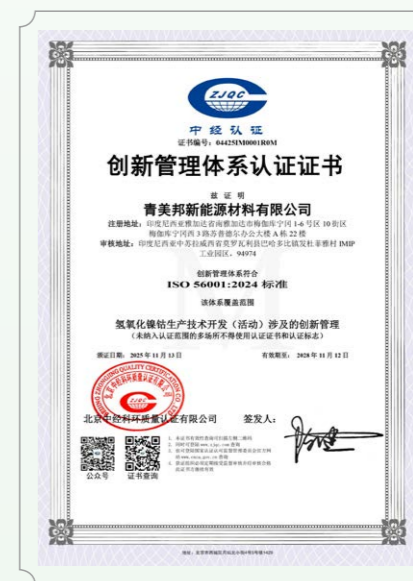 ZJQC
中经认证
证书编号：04425IM0001R0M
创新管理体系认证证书
兹 证 明
青美邦新能源材料有限公司
注册地址：印度尼西亚雅加达省南雅加达市梅伽库宁冈 1-6 号区 10 街区
梅伽库宁冈西 3 路苏普德尔办公大楼 A 栋 22 楼
审核地址：印度尼西亚中苏拉威西省莫罗瓦利县巴哈多比镇发杜菲雅村 IMIP
工业园区，94974
创新管理体系符合
ISO 56001:2024 标准
该体系覆盖范围
氢氧化镍钴生产技术开发（活动）涉及的创新管理
（未纳入认证范围的多场所不得使用认证证书和认证标志）
颁证日期：2025 年 11 月 13 日
有效期至：2028 年 11 月 12 日
北京中经科环质量认证有限公司
签发人：
公众号
证书查询